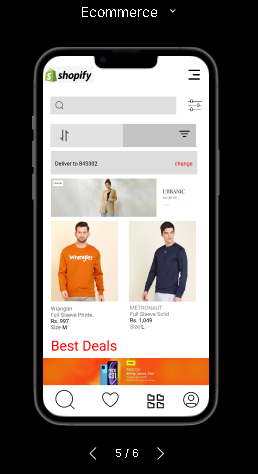 Ecommerce
shopify
Deliver to 843302
change
URBANIC
Wrangler
Wrangler
Full Sleeve Printe..
Rs. 997
Size M
METRONAUT
Full Sleeve Solid
Rs. 1,049
Size L
Best Deals
5 / 6